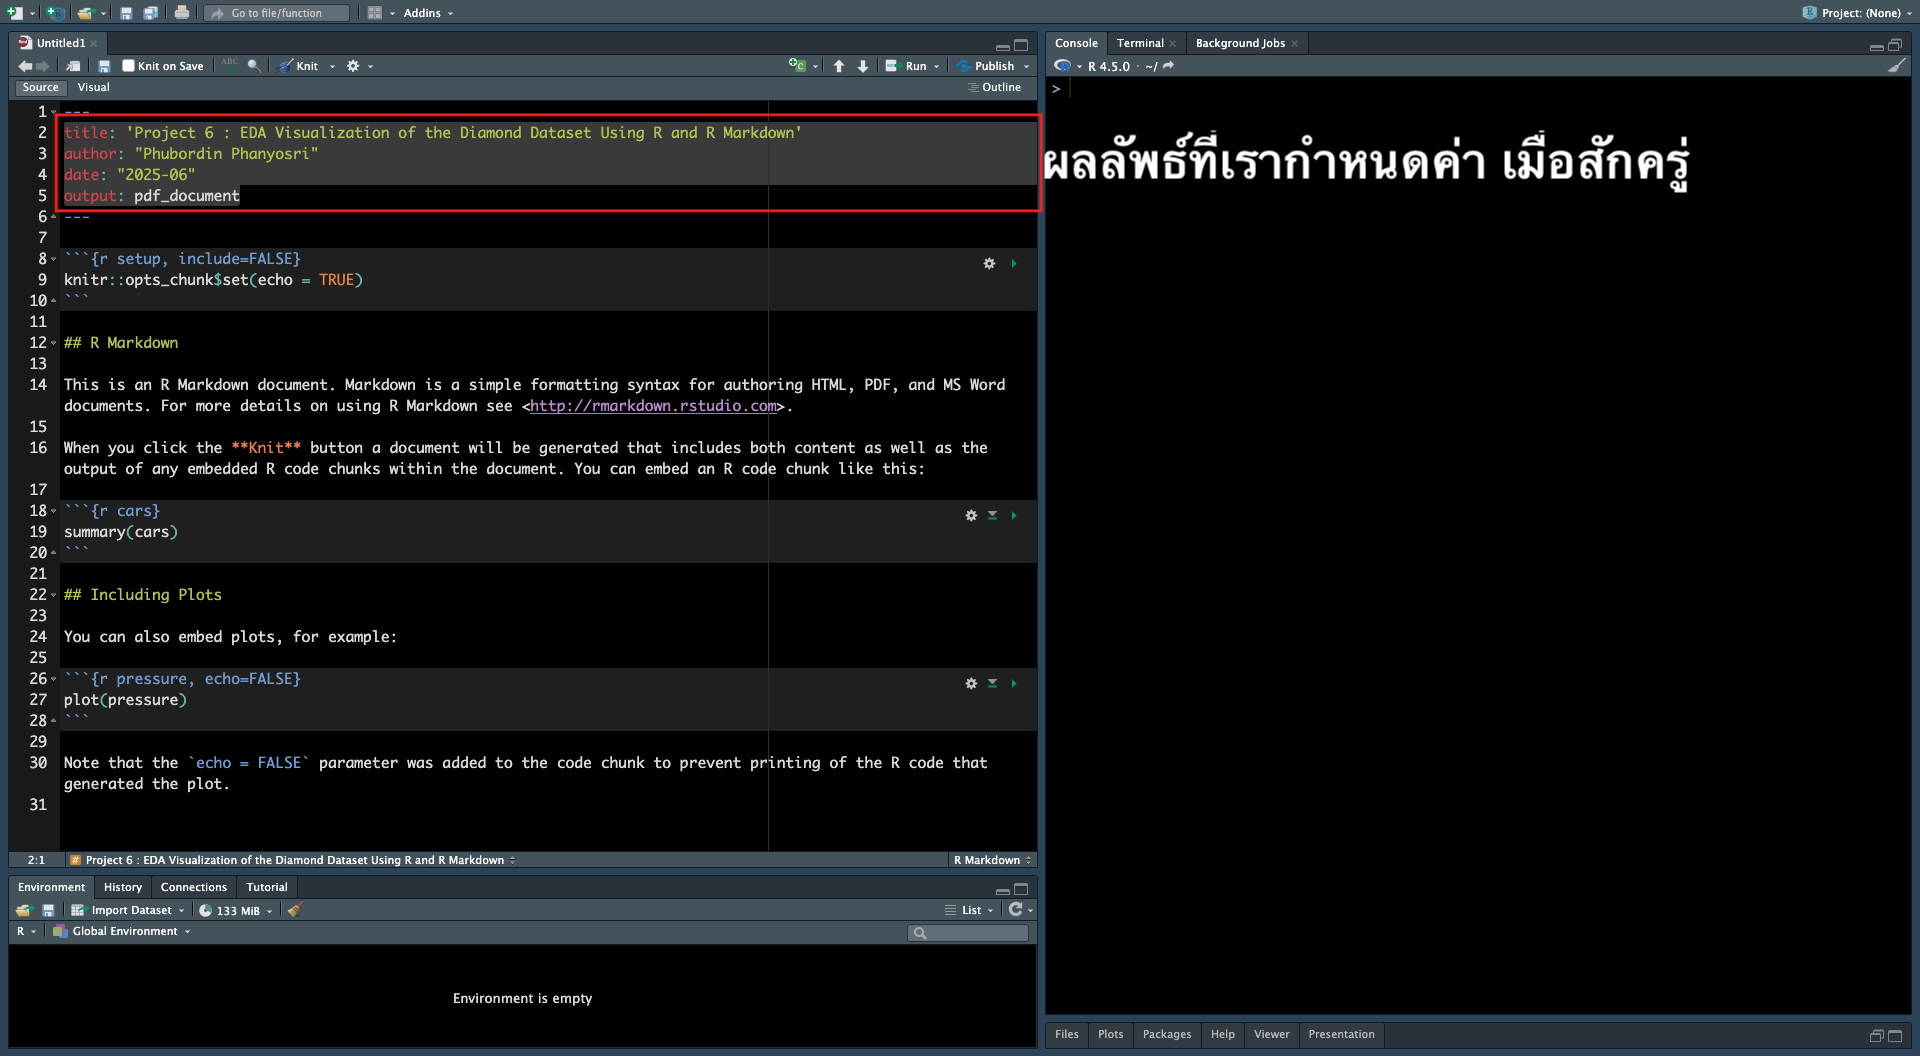 Go to file/function
Addins
Project: (None)
Untitled1
Knit on Save
ABC
Knit
Run
Publish
Source
Visual
Outline
1 ---
2 title: 'Project 6 : EDA Visualization of the Diamond Dataset Using R and R Markdown'
3 author: "Phubordin Phanyosri"
4 date: "2025-06"
5 output: pdf_document
6 ---
7
8 ```{r setup, include=FALSE}
9 knitr::opts_chunk$set(echo = TRUE)
10 ```
11
12 ## R Markdown
13
14 This is an R Markdown document. Markdown is a simple formatting syntax for authoring HTML, PDF, and MS Word
documents. For more details on using R Markdown see <http://rmarkdown.rstudio.com>.
15
16 When you click the **Knit** button a document will be generated that includes both content as well as the
output of any embedded R code chunks within the document. You can embed an R code chunk like this:
17
18 ```{r cars}
19 summary(cars)
20 ```
21
22 ## Including Plots
23
24 You can also embed plots, for example:
25
26 ```{r pressure, echo=FALSE}
27 plot(pressure)
28 ```
29
30 Note that the `echo = FALSE` parameter was added to the code chunk to prevent printing of the R code that
generated the plot.
31
2:1
# Project 6 : EDA Visualization of the Diamond Dataset Using R and R Markdown
R Markdown
Environment
History
Connections
Tutorial
Import Dataset
133 MiB
List
R
Global Environment
Environment is empty
Console
Terminal
Background Jobs
R 4.5.0 · ~/
>
ผลลัพธ์ที่เรากำหนดค่า เมื่อสักครู่
Files
Plots
Packages
Help
Viewer
Presentation